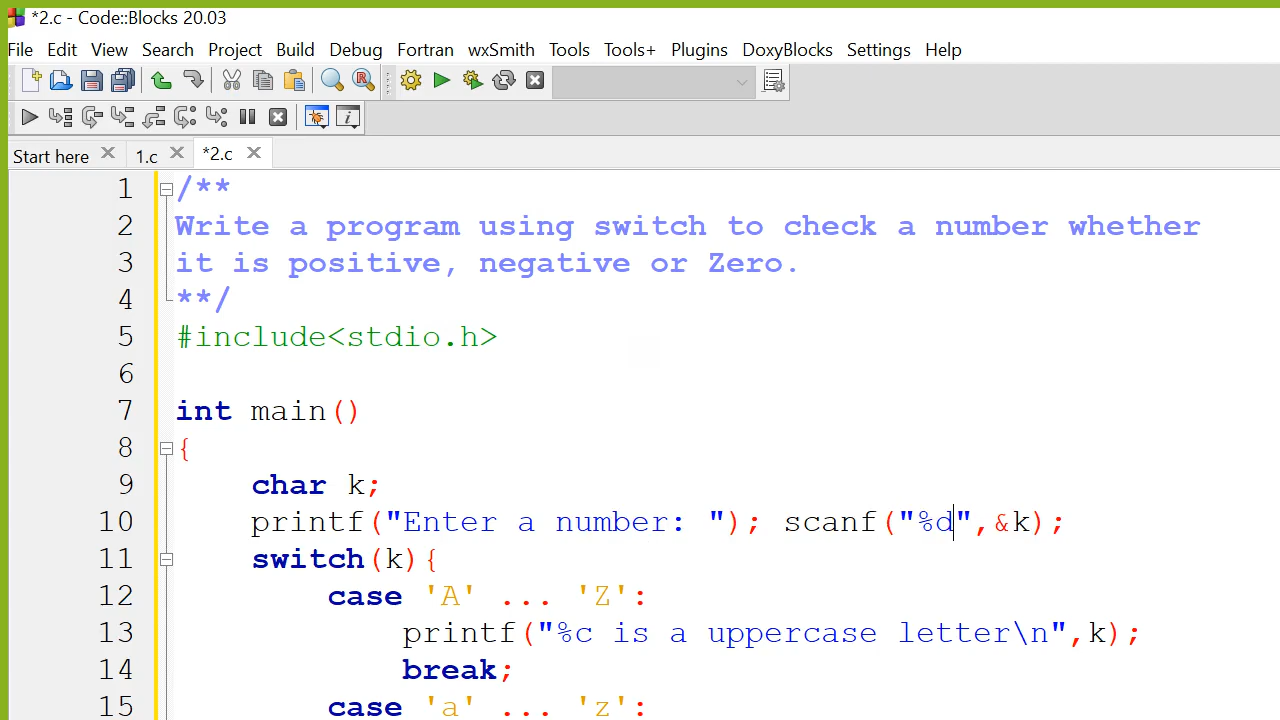 *2.c - Code::Blocks 20.03
File Edit View Search Project Build Debug Fortran wxSmith Tools Tools+ Plugins DoxyBlocks Settings Help
Start here 1.c *2.c
1 /**
2 Write a program using switch to check a number whether
3 it is positive, negative or Zero.
4 **/
5 #include<stdio.h>
6
7 int main()
8 {
9 char k;
10 printf("Enter a number: "); scanf("%d",&k);
11 switch(k){
12 case 'A' ... 'Z':
13 printf("%c is a uppercase letter\n",k);
14 break;
15 case 'a' ... 'z':